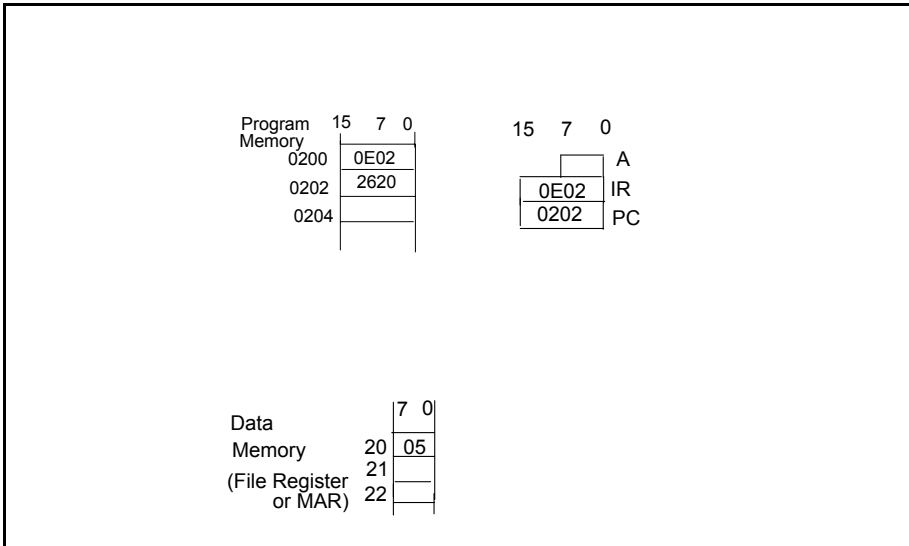 Program 15 7 0
Memory
0200 0E02
0202 2620
0204
15 7 0
A
0E02 IR
0202 PC
7 0
Data
Memory 20 05
21
(File Register
or MAR) 22